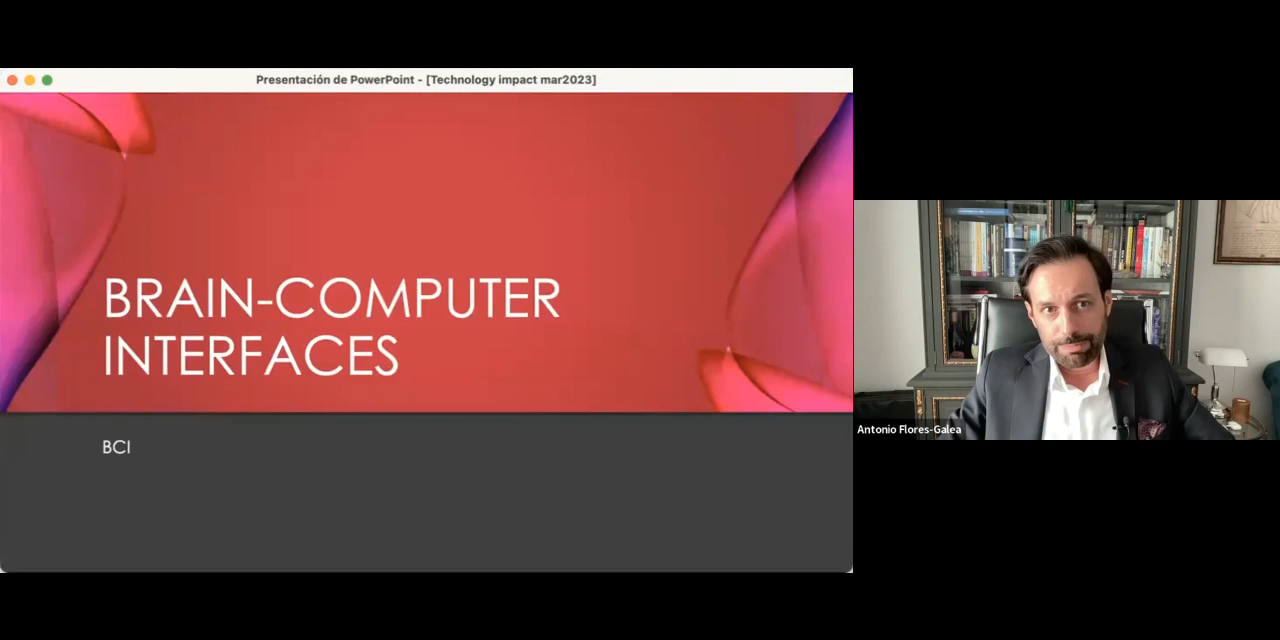 Presentación de PowerPoint - [Technology impact mar2023]
BRAIN-COMPUTER
INTERFACES
BCI
Antonio Flores-Galea